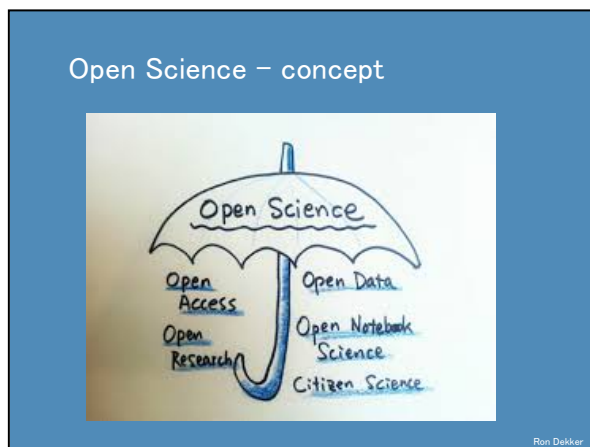 Open Science – concept
Open Science
Open
Access
Open
Research
Open Data
Open Notebook
Science
Citizen Science
Ron Dekker